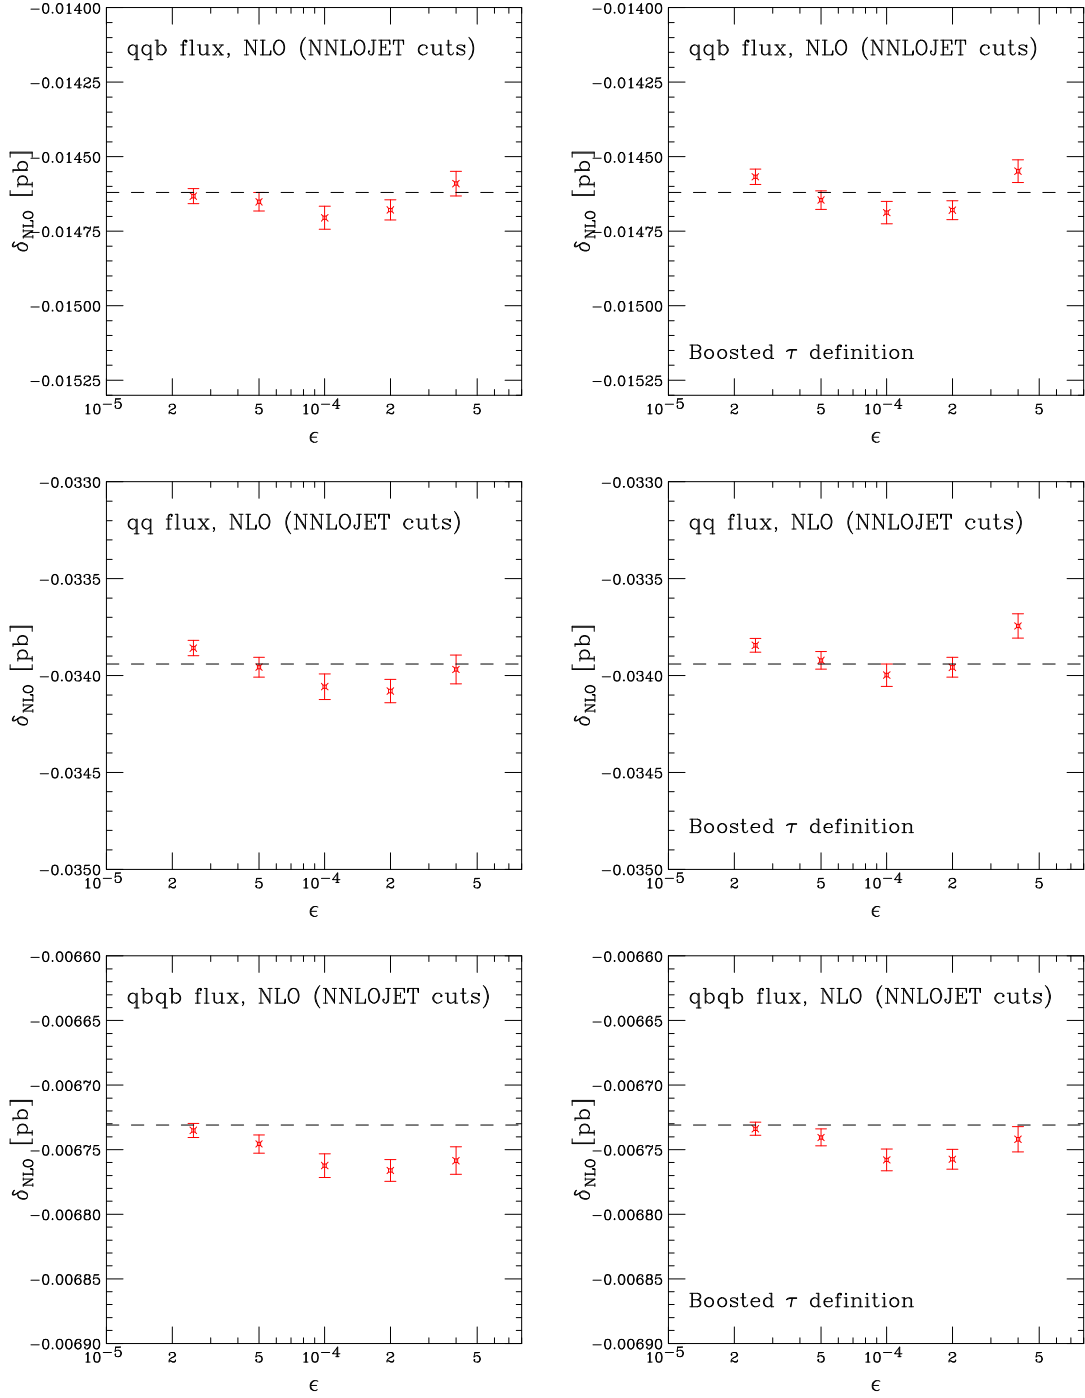 qqb flux, NLO (NNLOJET cuts)
−0.01400
−0.01425
−0.01450
−0.01475
−0.01500
−0.01525
δNLO [pb]
10−5 2 5 10−4 2 5
ϵ
qqb flux, NLO (NNLOJET cuts)
−0.01400
−0.01425
−0.01450
−0.01475
−0.01500
−0.01525
δNLO [pb]
Boosted τ definition
10−5 2 5 10−4 2 5
ϵ
qq flux, NLO (NNLOJET cuts)
−0.0330
−0.0335
−0.0340
−0.0345
−0.0350
δNLO [pb]
10−5 2 5 10−4 2 5
ϵ
qq flux, NLO (NNLOJET cuts)
−0.0330
−0.0335
−0.0340
−0.0345
−0.0350
δNLO [pb]
Boosted τ definition
10−5 2 5 10−4 2 5
ϵ
qbqb flux, NLO (NNLOJET cuts)
−0.00660
−0.00665
−0.00670
−0.00675
−0.00680
−0.00685
−0.00690
δNLO [pb]
10−5 2 5 10−4 2 5
ϵ
qbqb flux, NLO (NNLOJET cuts)
−0.00660
−0.00665
−0.00670
−0.00675
−0.00680
−0.00685
−0.00690
δNLO [pb]
Boosted τ definition
10−5 2 5 10−4 2 5
ϵ